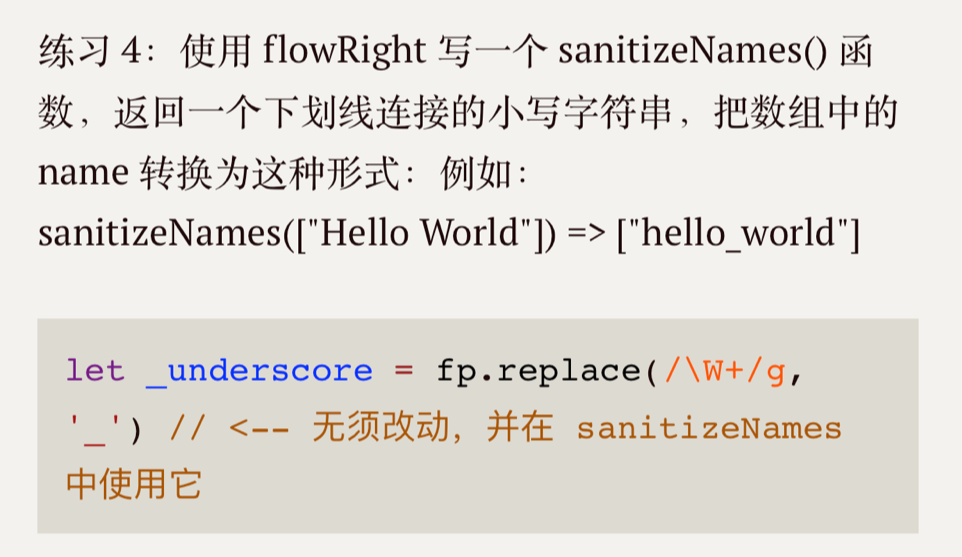 练习 4：使用 flowRight 写一个 sanitizeNames() 函
数，返回一个下划线连接的小写字符串，把数组中的
name 转换为这种形式：例如：
sanitizeNames(["Hello World"]) => ["hello_world"]
let _underscore = fp.replace(/\W+/g,
'_') // <-- 无须改动，并在 sanitizeNames
中使用它